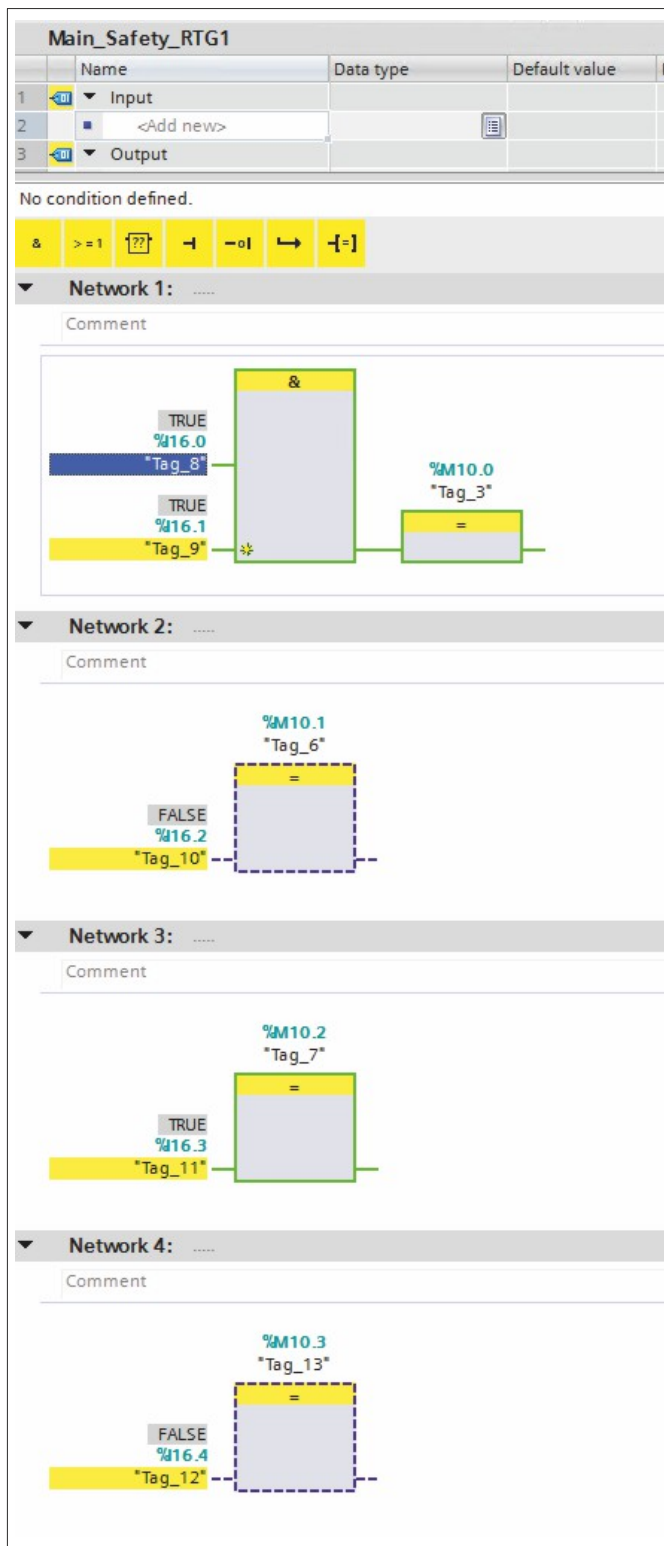 Main_Safety_RTG1
Name Data type Default value
1 Input
2 <Add new>
3 Output
No condition defined.
& >=1 ?? -[=]
Network 1: .....
Comment
&
TRUE
%I16.0
"Tag_8"
%M10.0
"Tag_3"
=
TRUE
%I16.1
"Tag_9"
Network 2: .....
Comment
%M10.1
"Tag_6"
=
FALSE
%I16.2
"Tag_10"
Network 3: .....
Comment
%M10.2
"Tag_7"
=
TRUE
%I16.3
"Tag_11"
Network 4: .....
Comment
%M10.3
"Tag_13"
=
FALSE
%I16.4
"Tag_12"